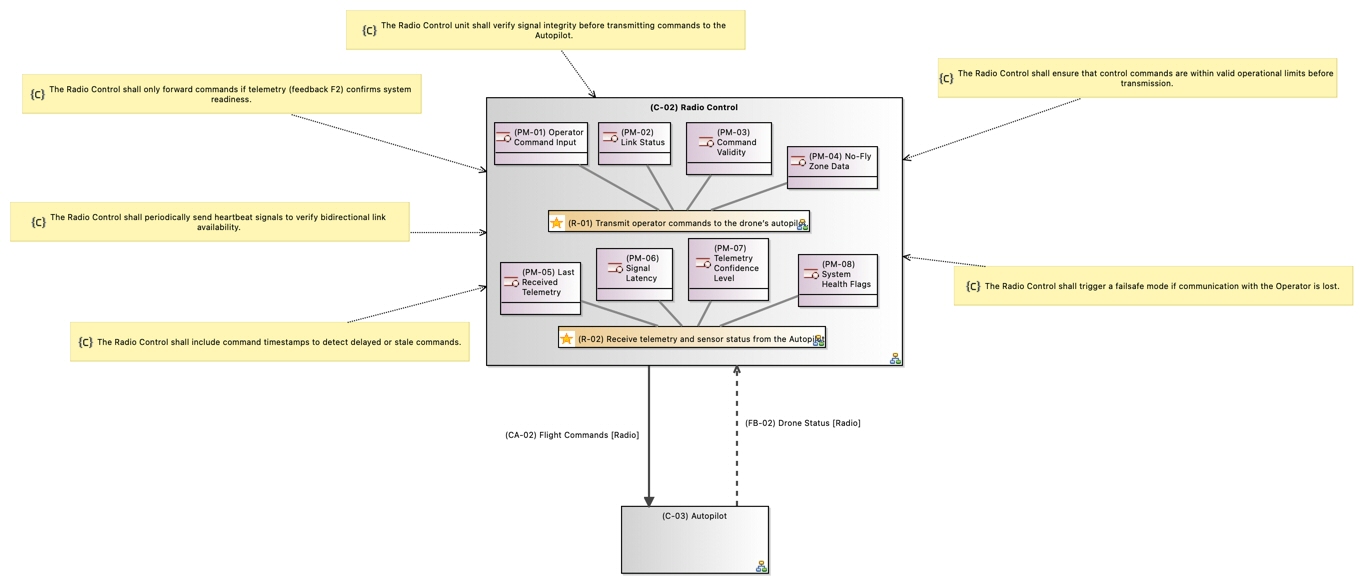 {C} The Radio Control unit shall verify signal integrity before transmitting commands to the
Autopilot.
{C} The Radio Control shall only forward commands if telemetry (feedback F2) confirms system
readiness.
{C} The Radio Control shall ensure that control commands are within valid operational limits before
transmission.
(C-02) Radio Control
(PM-01) Operator
Command Input
(PM-02)
Link Status
(PM-03)
Command
Validity
(PM-04) No-Fly
Zone Data
{C} The Radio Control shall periodically send heartbeat signals to verify bidirectional link
availability.
(R-01) Transmit operator commands to the drone's autopilo
(PM-05) Last
Received
Telemetry
(PM-06)
Signal
Latency
(PM-07)
Telemetry
Confidence
Level
(PM-08)
System
Health Flags
{C} The Radio Control shall trigger a failsafe mode if communication with the Operator is lost.
{C} The Radio Control shall include command timestamps to detect delayed or stale commands.
(R-02) Receive telemetry and sensor status from the Autopilot
(CA-02) Flight Commands [Radio]
(FB-02) Drone Status [Radio]
(C-03) Autopilot